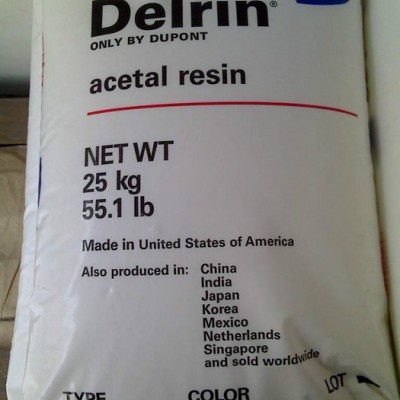 Delrin®
ONLY BY DUPONT
acetal resin
NET WT
25 kg
55.1 lb
Made in United States of America
Also produced in: China
India
Japan
Korea
Mexico
Netherlands
Singapore
and sold worldwide
TYPE COLOR LOT